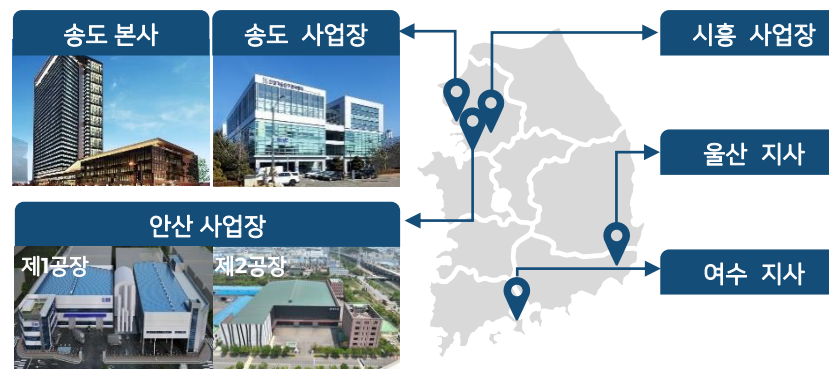 송도 본사
송도 사업장
시흥 사업장
울산 지사
안산 사업장
제1공장
제2공장
여수 지사